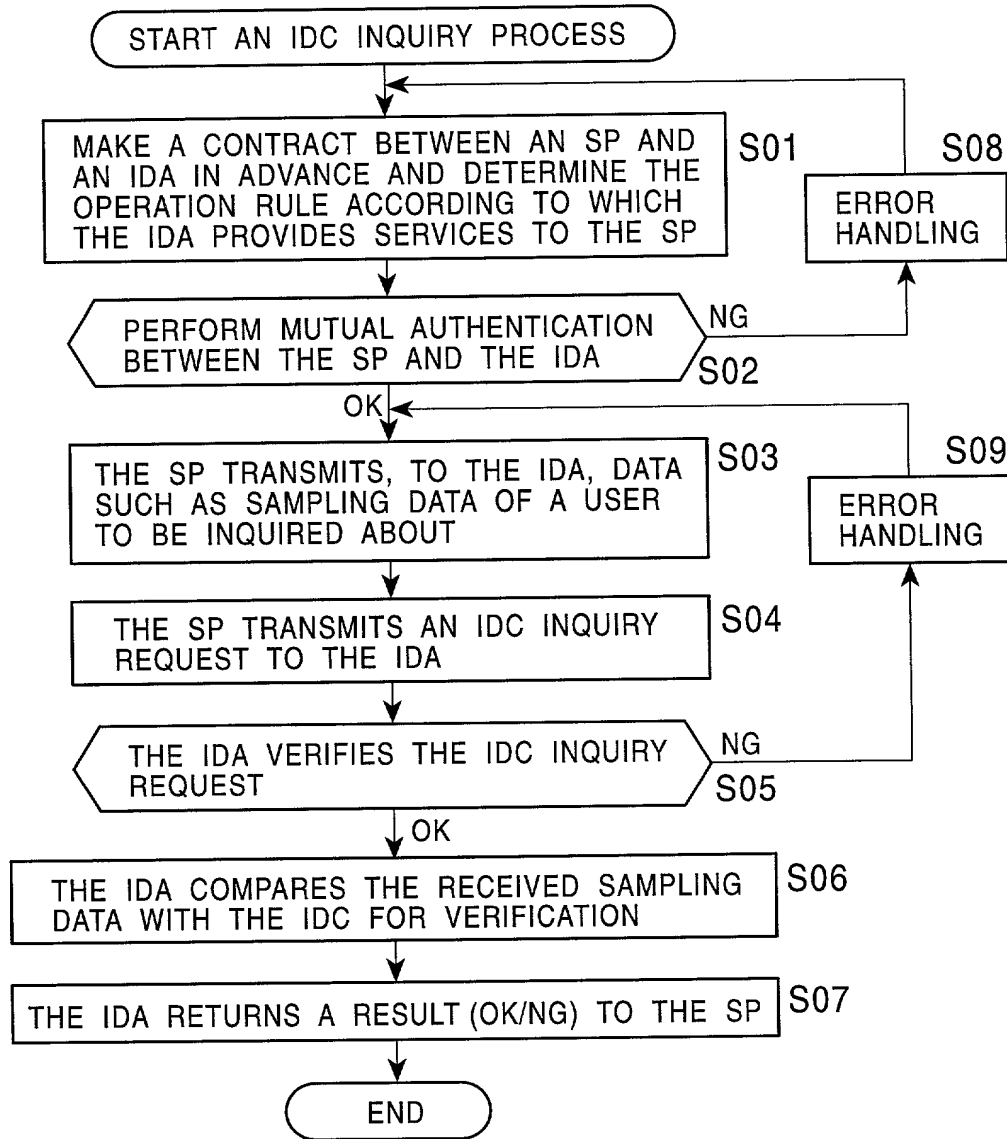 START AN IDC INQUIRY PROCESS
MAKE A CONTRACT BETWEEN AN SP AND
AN IDA IN ADVANCE AND DETERMINE THE
OPERATION RULE ACCORDING TO WHICH
THE IDA PROVIDES SERVICES TO THE SP
S01
S08
ERROR
HANDLING
PERFORM MUTUAL AUTHENTICATION
BETWEEN THE SP AND THE IDA
NG
S02
OK
THE SP TRANSMITS, TO THE IDA, DATA
SUCH AS SAMPLING DATA OF A USER
TO BE INQUIRED ABOUT
S03
S09
ERROR
HANDLING
THE SP TRANSMITS AN IDC INQUIRY
REQUEST TO THE IDA
S04
THE IDA VERIFIES THE IDC INQUIRY
REQUEST
NG
S05
OK
THE IDA COMPARES THE RECEIVED SAMPLING
DATA WITH THE IDC FOR VERIFICATION
S06
THE IDA RETURNS A RESULT (OK/NG) TO THE SP
S07
END